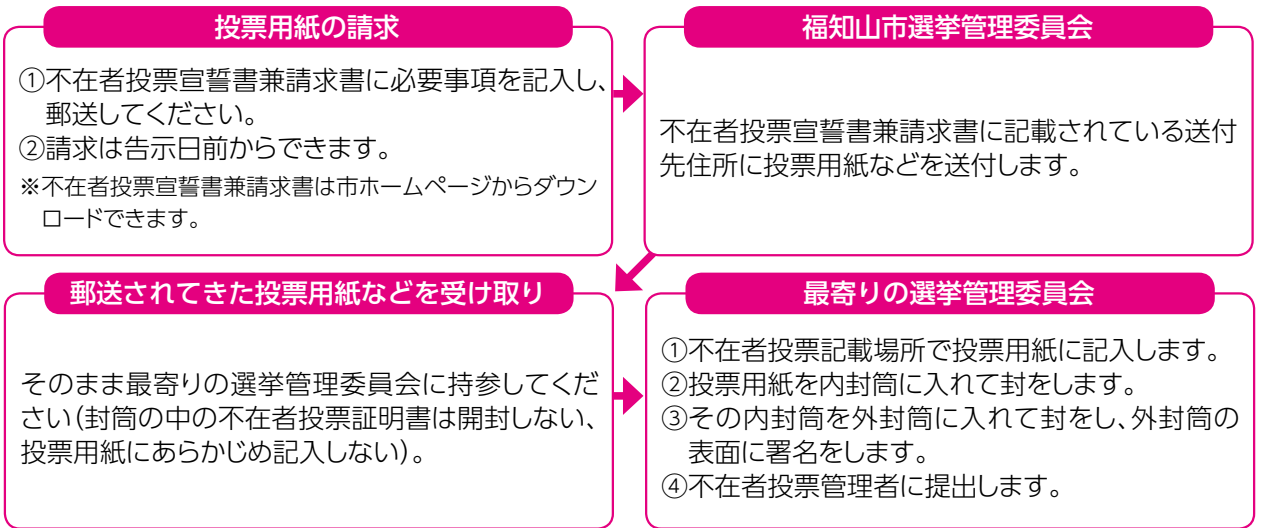 投票用紙の請求
①不在者投票宣誓書兼請求書に必要事項を記入し、
郵送してください。
②請求は告示日前からできます。
※不在者投票宣誓書兼請求書は市ホームページからダウン
ロードできます。
福知山市選挙管理委員会
不在者投票宣誓書兼請求書に記載されている送付
先住所に投票用紙などを送付します。
郵送されてきた投票用紙などを受け取り
そのまま最寄りの選挙管理委員会に持参してくだ
さい(封筒の中の不在者投票証明書は開封しない、
投票用紙にあらかじめ記入しない)。
最寄りの選挙管理委員会
①不在者投票記載場所で投票用紙に記入します。
②投票用紙を内封筒に入れて封をします。
③その内封筒を外封筒に入れて封をし、外封筒の
表面に署名をします。
④不在者投票管理者に提出します。